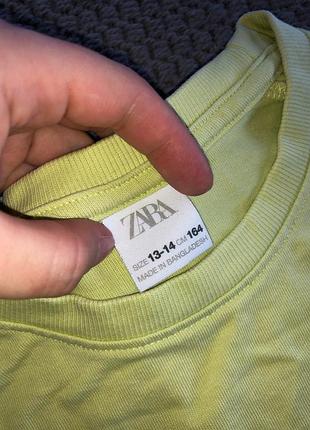 ZARA
SIZE 13-14 CM 164
MADE IN BANGLADESH